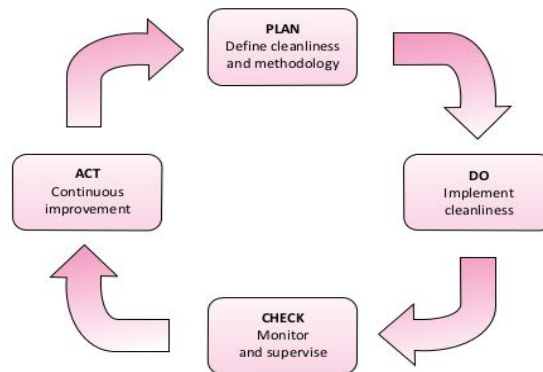 PLAN
Define cleanliness
and methodology
DO
Implement
cleanliness
CHECK
Monitor
and supervise
ACT
Continuous
improvement